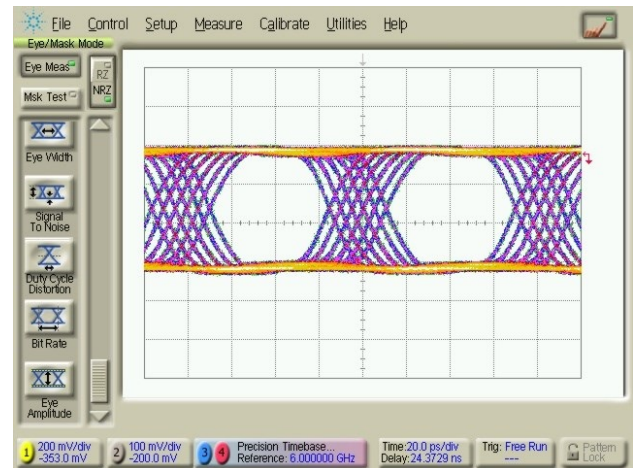 File Control Setup Measure Calibrate Utilities Help
Eye/Mask Mode
Eye Meas
RZ
NRZ
Msk Test
Eye Width
Signal
To Noise
Duty Cycle
Distortion
Bit Rate
Eye
Amplitude
1 200 mV/div
-353.0 mV
2 100 mV/div
-200.0 mV
3 4 Precision Timebase...
Reference: 6.000000 GHz
Time:20.0 ps/div
Delay:24.3729 ns
Trig: Free Run
---
Pattern
Lock